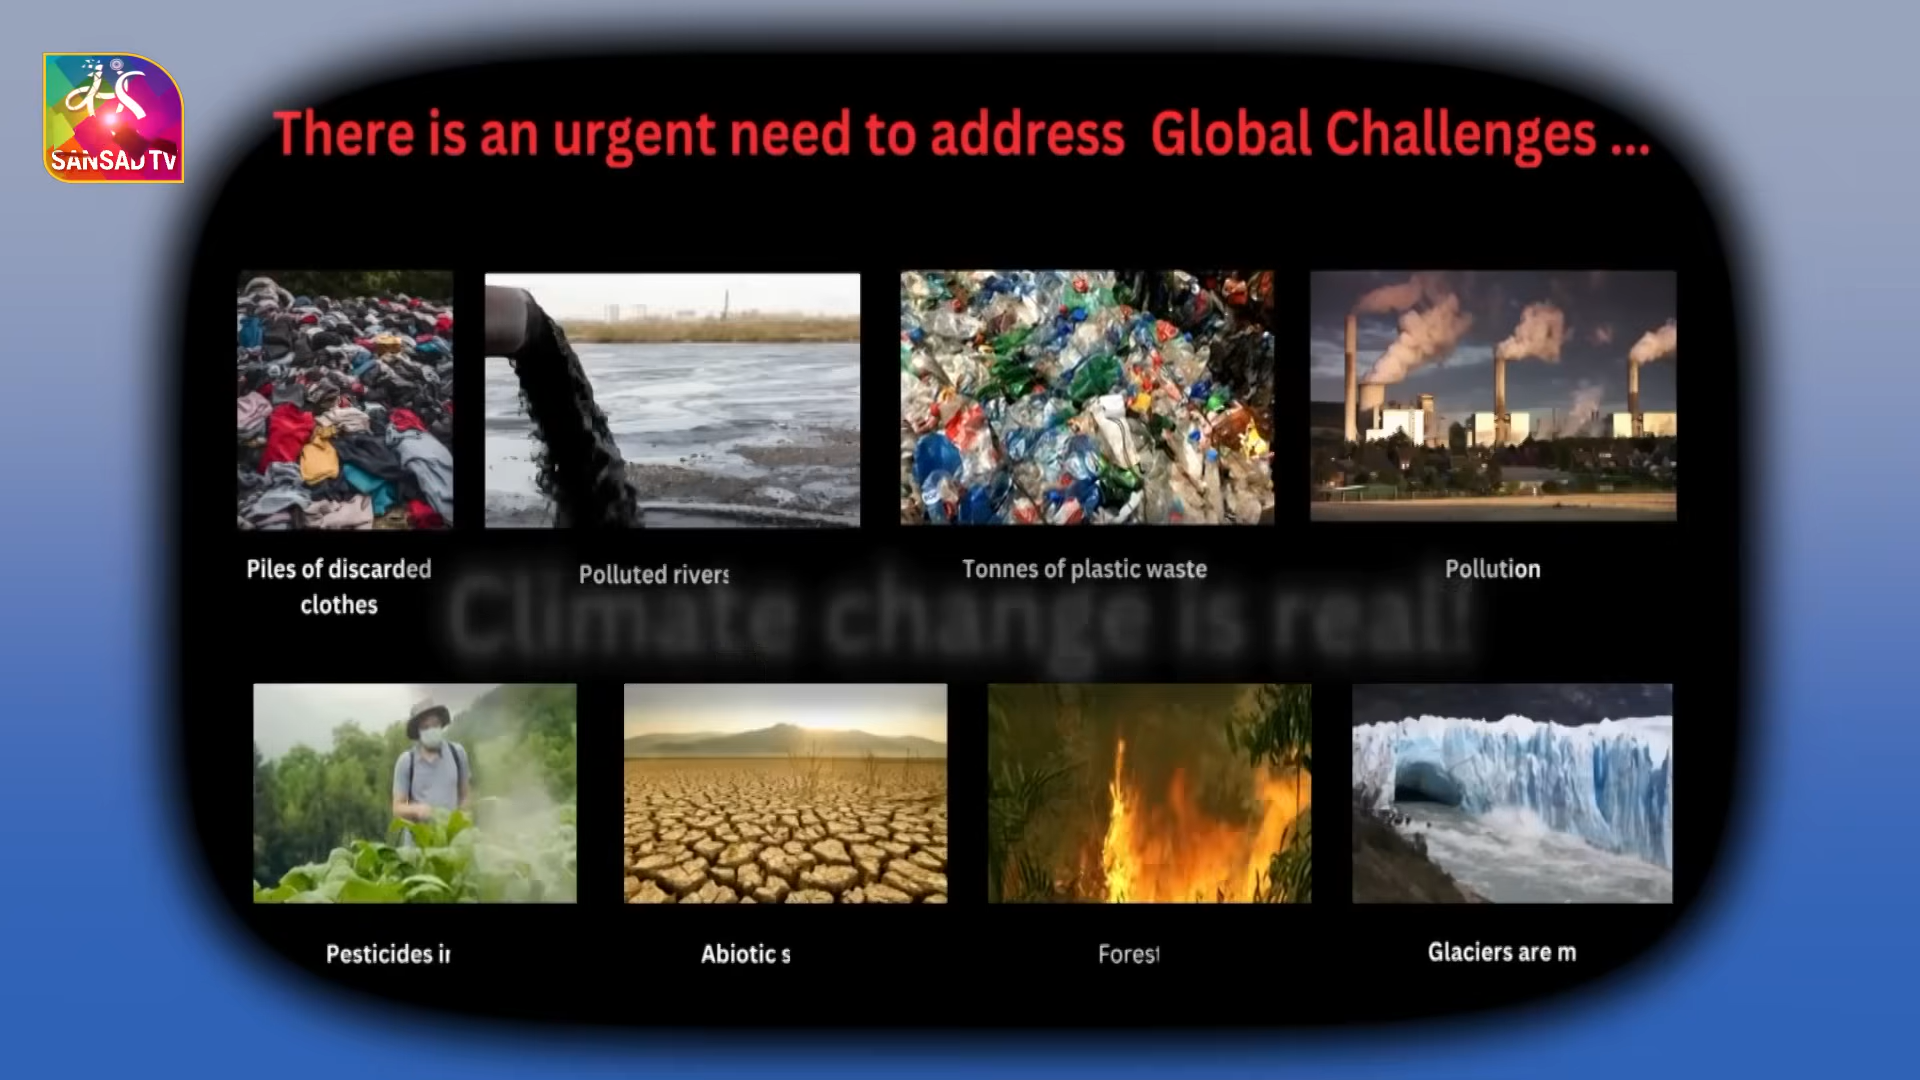 SANSAD TV
There is an urgent need to address Global Challenges ...
Piles of discarded
clothes
Polluted rivers
Tonnes of plastic waste
Pollution
Climate change is real!
Pesticides in
Abiotic s
Forest
Glaciers are m